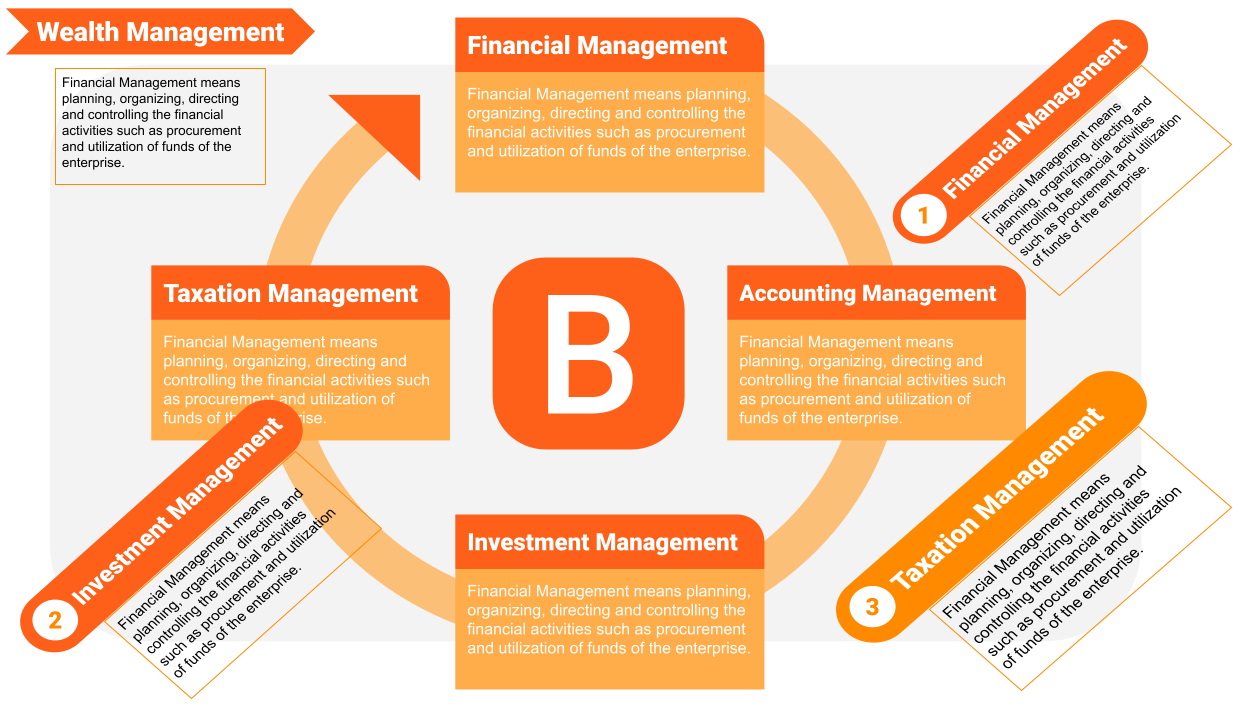 Wealth Management
Financial Management means
planning, organizing, directing
and controlling the financial
activities such as procurement
and utilization of funds of the
enterprise.
Financial Management
Financial Management means planning,
organizing, directing and controlling the
financial activities such as procurement
and utilization of funds of the enterprise.
1
Financial Management
Financial Management means
planning, organizing, directing and
controlling the financial activities
such as procurement and utilization
of funds of the enterprise.
Taxation Management
Financial Management means
planning, organizing, directing and
controlling the financial activities such
as procurement and utilization of
funds of
B
Accounting Management
Financial Management means
planning, organizing, directing and
controlling the financial activities such
as procurement and utilization of
funds of the enterprise.
2
Investment Management
Financial Management means
planning, organizing, directing and
controlling the financial activities
such as procurement and utilization
of funds of the enterprise.
Investment Management
Financial Management means planning,
organizing, directing and controlling the
financial activities such as procurement
and utilization of funds of the enterprise.
3
Taxation Management
Financial Management means
planning, organizing, directing and
controlling the financial activities
such as procurement and utilization
of funds of the enterprise.